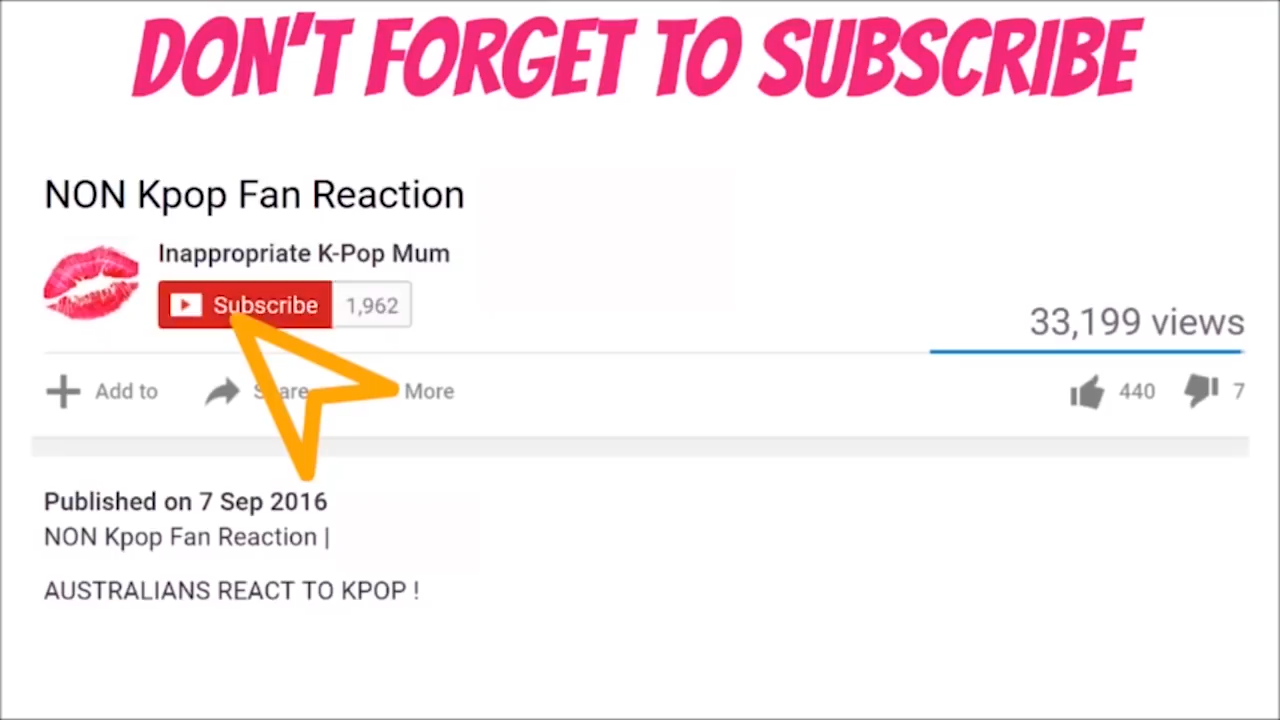 DON'T FORGET TO SUBSCRIBE
NON Kpop Fan Reaction
Inappropriate K-Pop Mum
Subscribe 1,962
33,199 views
Add to Share More 440 7
Published on 7 Sep 2016
NON Kpop Fan Reaction |
AUSTRALIANS REACT TO KPOP !